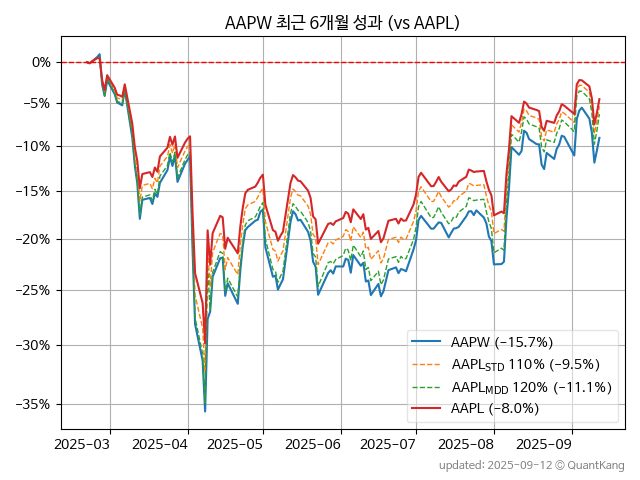 AAPW 최근 6개월 성과 (vs AAPL)
0%
−5%
−10%
−15%
−20%
−25%
−30%
−35%
AAPW (−15.7%)
AAPL_STD 110% (−9.5%)
AAPL_MDD 120% (−11.1%)
AAPL (−8.0%)
2025-03 2025-04 2025-05 2025-06 2025-07 2025-08 2025-09
updated: 2025-09-12 © QuantKang